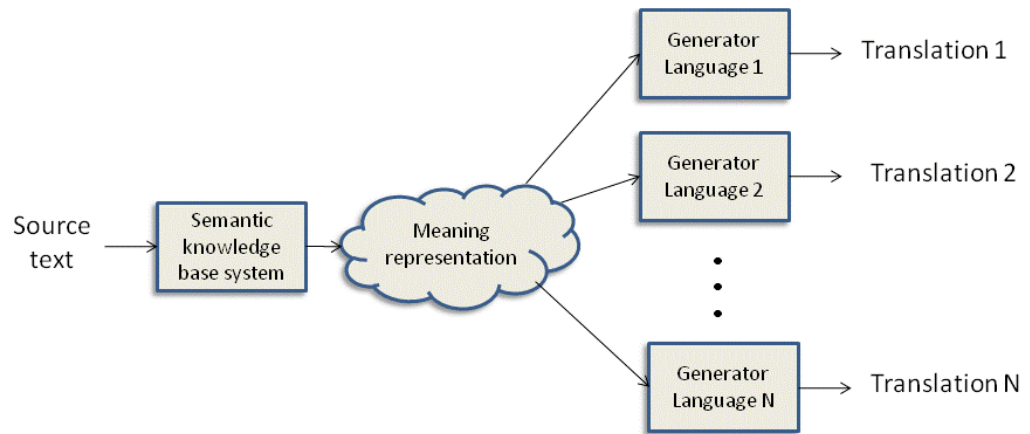 Source
text
Semantic
knowledge
base system
Meaning
representation
Generator
Language 1
Translation 1
Generator
Language 2
Translation 2
Generator
Language N
Translation N